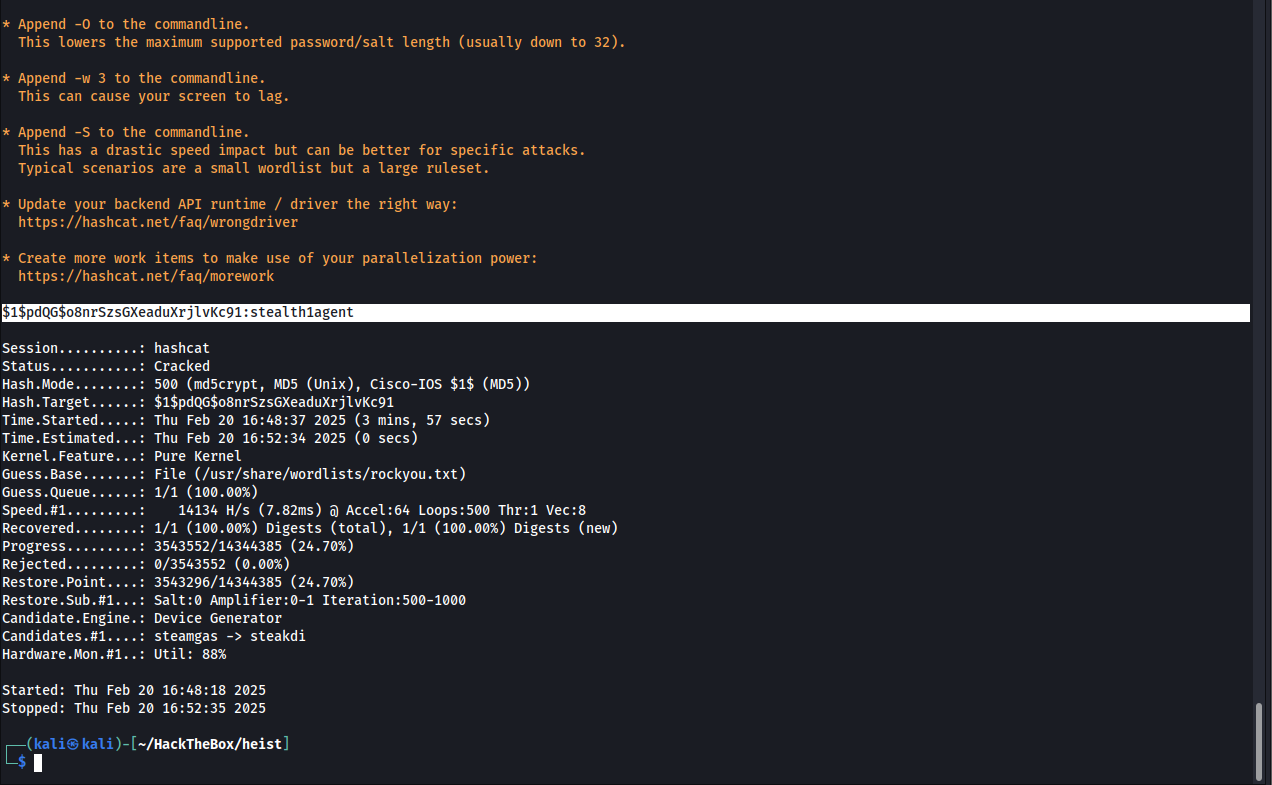 * Append -O to the commandline.
  This lowers the maximum supported password/salt length (usually down to 32).
* Append -w 3 to the commandline.
  This can cause your screen to lag.
* Append -S to the commandline.
  This has a drastic speed impact but can be better for specific attacks.
  Typical scenarios are a small wordlist but a large ruleset.
* Update your backend API runtime / driver the right way:
  https://hashcat.net/faq/wrongdriver
* Create more work items to make use of your parallelization power:
  https://hashcat.net/faq/morework
$1$pdQG$o8nrSzsGXeaduXrjlvKc91:stealth1agent
Session..........: hashcat
Status...........: Cracked
Hash.Mode........: 500 (md5crypt, MD5 (Unix), Cisco-IOS $1$ (MD5))
Hash.Target......: $1$pdQG$o8nrSzsGXeaduXrjlvKc91
Time.Started.....: Thu Feb 20 16:48:37 2025 (3 mins, 57 secs)
Time.Estimated...: Thu Feb 20 16:52:34 2025 (0 secs)
Kernel.Feature...: Pure Kernel
Guess.Base.......: File (/usr/share/wordlists/rockyou.txt)
Guess.Queue......: 1/1 (100.00%)
Speed.#1.........:    14134 H/s (7.82ms) @ Accel:64 Loops:500 Thr:1 Vec:8
Recovered........: 1/1 (100.00%) Digests (total), 1/1 (100.00%) Digests (new)
Progress.........: 3543552/14344385 (24.70%)
Rejected.........: 0/3543552 (0.00%)
Restore.Point....: 3543296/14344385 (24.70%)
Restore.Sub.#1...: Salt:0 Amplifier:0-1 Iteration:500-1000
Candidate.Engine.: Device Generator
Candidates.#1....: steamgas -> steakdi
Hardware.Mon.#1..: Util: 88%
Started: Thu Feb 20 16:48:18 2025
Stopped: Thu Feb 20 16:52:35 2025
┌──(kali㉿kali)-[~/HackTheBox/heist]
└─$